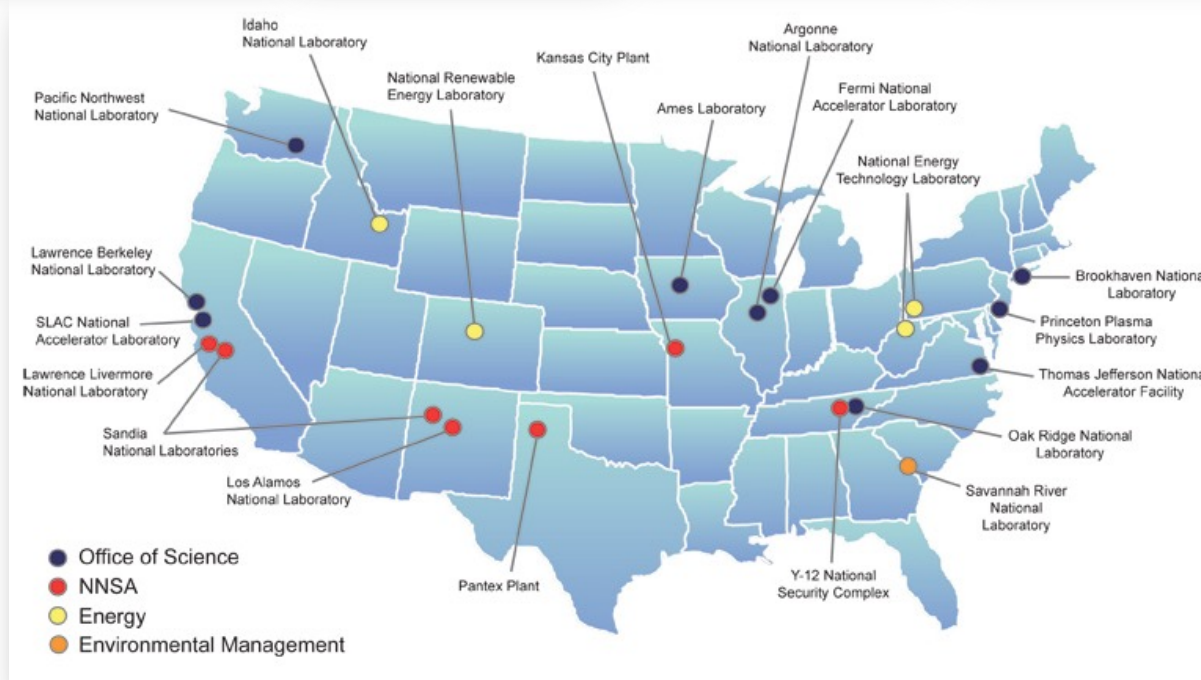 Idaho
National Laboratory
Argonne
National Laboratory
Kansas City Plant
National Renewable
Energy Laboratory
Fermi National
Accelerator Laboratory
Pacific Northwest
National Laboratory
Ames Laboratory
National Energy
Technology Laboratory
Lawrence Berkeley
National Laboratory
Brookhaven Nationa
Laboratory
SLAC National
Accelerator Laboratory
Princeton Plasma
Physics Laboratory
Lawrence Livermore
National Laboratory
Thomas Jefferson Nationa
Accelerator Facility
Sandia
National Laboratories
Oak Ridge National
Laboratory
Los Alamos
National Laboratory
Savannah River
National
Laboratory
Pantex Plant
Y-12 National
Security Complex
Office of Science
NNSA
Energy
Environmental Management